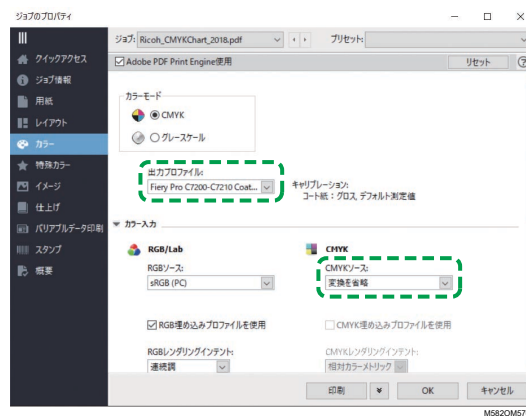 ジョブのプロパティ
ジョブ: Ricoh_CMYKChart_2018.pdf
プリセット:
クイックアクセス
Adobe PDF Print Engine使用
リセット
ジョブ情報
用紙
レイアウト
カラー
特殊カラー
イメージ
仕上げ
バリアブルデータ印刷
スタンプ
概要
カラーモード
CMYK
グレースケール
出力プロファイル:
Fiery Pro C7200-C7210 Coat...
キャリブレーション:
コート紙：グロス, デフォルト測定値
カラー入力
RGB/Lab
CMYK
RGBソース:
CMYKソース:
sRGB (PC)
変換を省略
RGB埋め込みプロファイルを使用
CMYK埋め込みプロファイルを使用
RGBレンダリングインテント:
CMYKレンダリングインテント:
連続調
相対カラーメトリック
印刷
OK
キャンセル
M582OM57